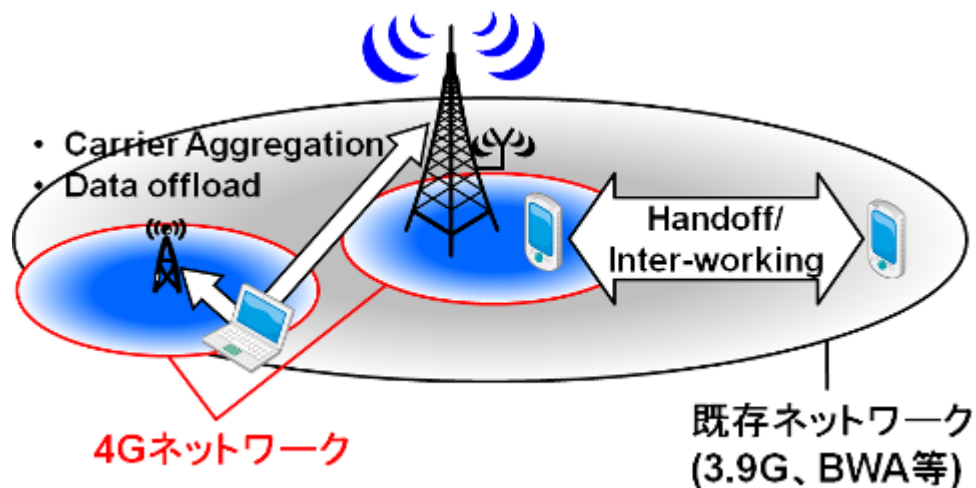 ・ Carrier Aggregation
・ Data offload
Handoff/
Inter-working
4Gネットワーク
既存ネットワーク
(3.9G、BWA等)